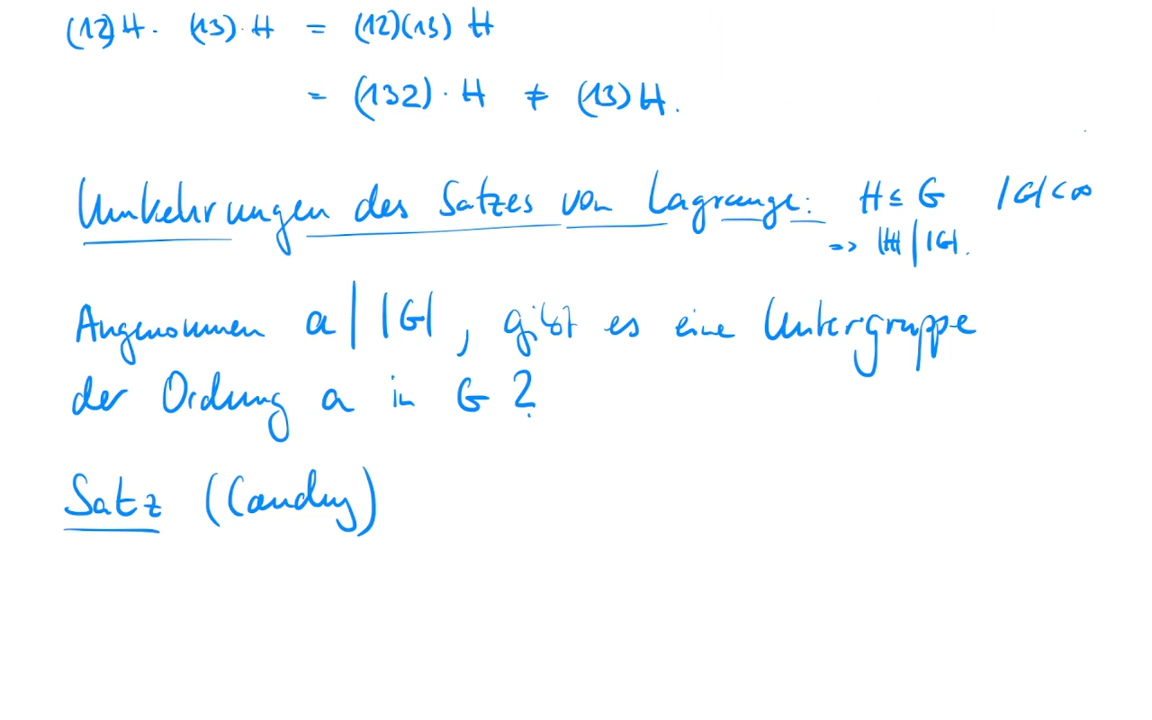 (12)H · (13) · H = (12)(13) H
= (132) · H ≠ (13) H.
Umkehrungen des Satzes von Lagrange: H ≤ G |G| < ∞
=> |H| | |G|.
Angenommen a | |G|, gibt es eine Untergruppe
der Ordnung a in G ?
Satz (Cauchy)